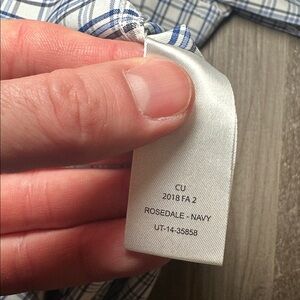 CU
2018 FA 2
ROSEDALE - NAVY
UT-14-35858